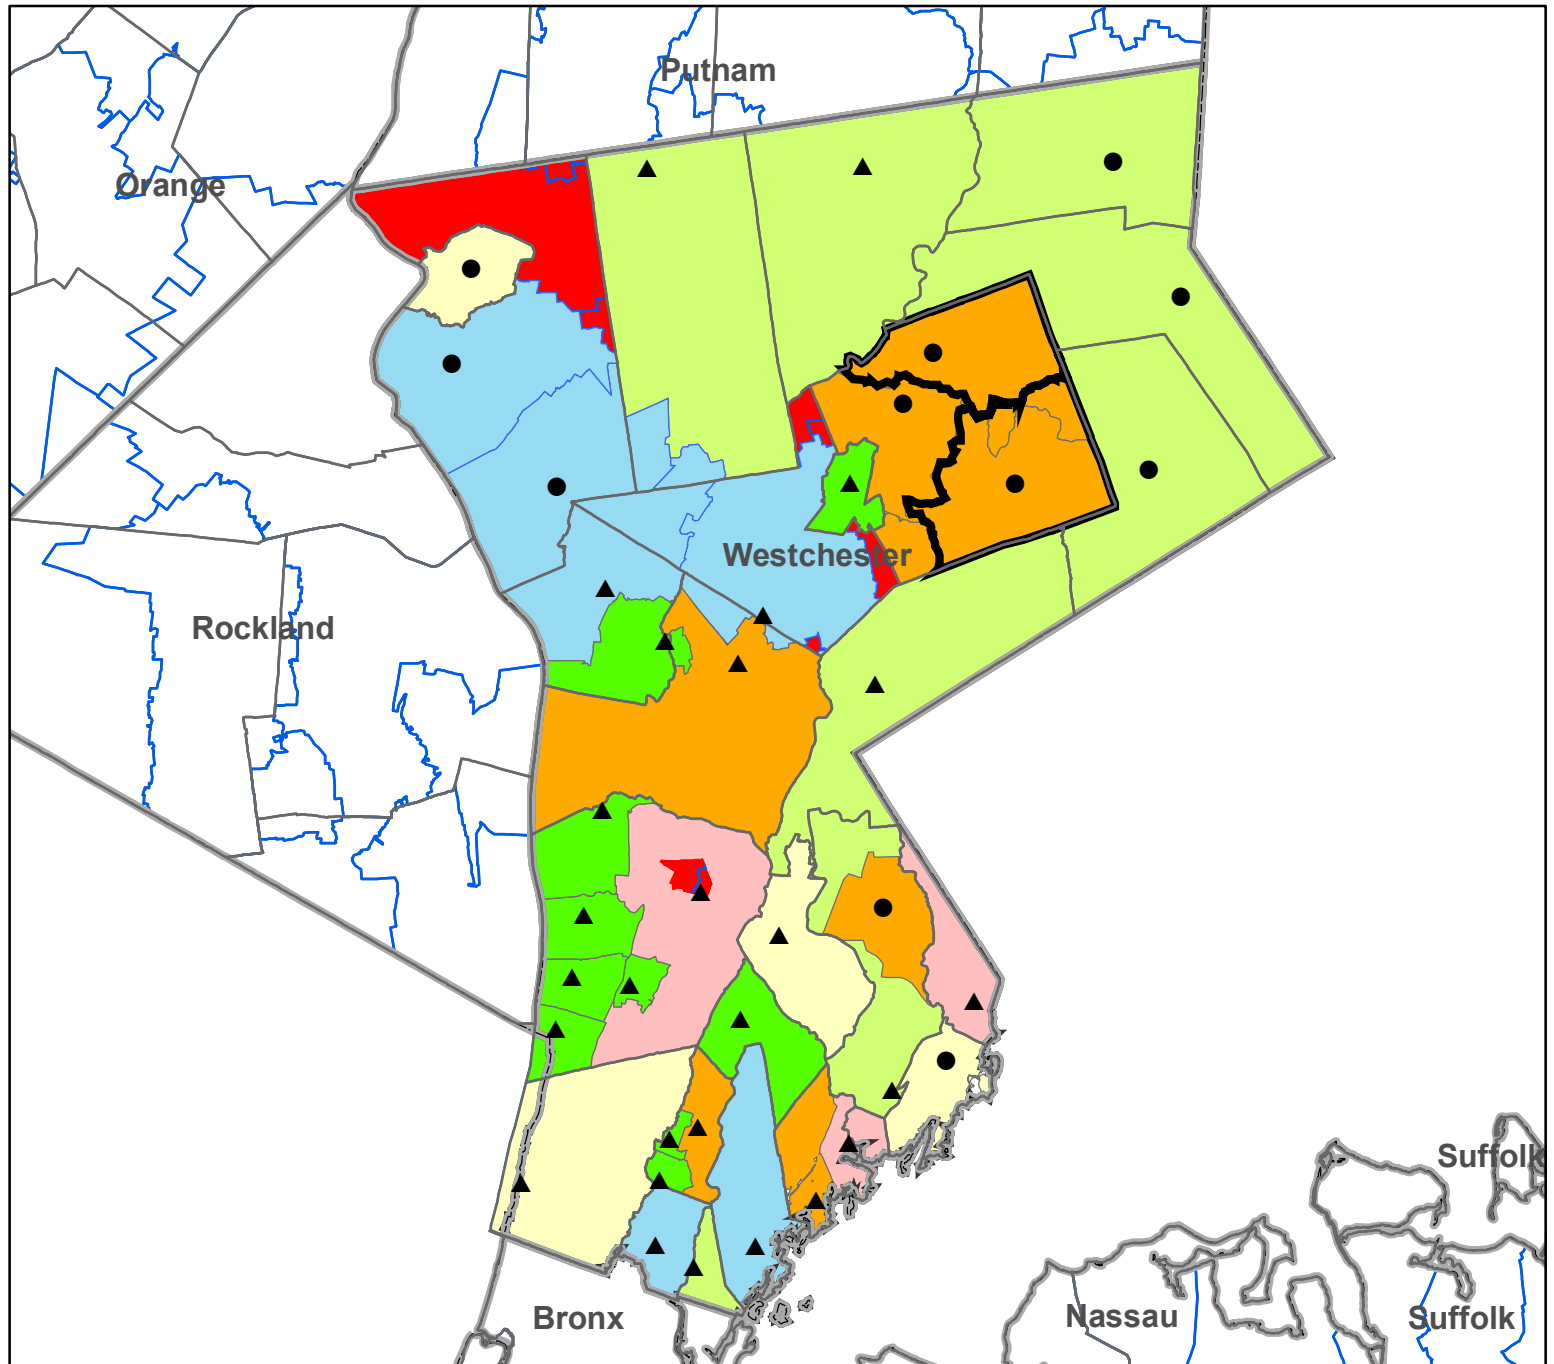 Putnam
Orange
Westchester
Rockland
Suffolk
Bronx
Nassau
Suffolk